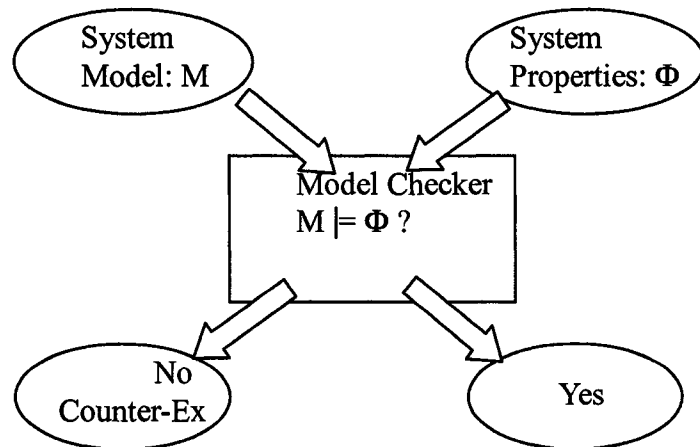 System
Model: M
System
Properties: Φ
Model Checker
M |= Φ ?
No
Counter-Ex
Yes